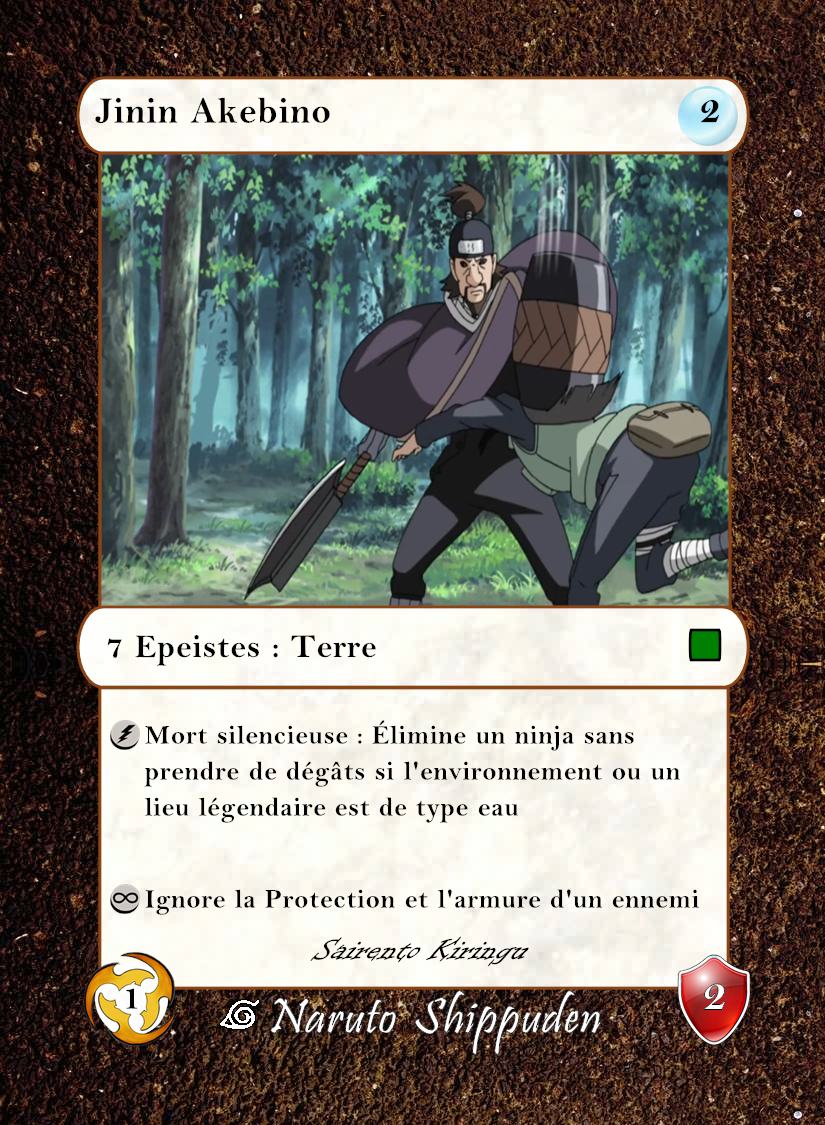 Jinin Akebino
2
7 Epeistes : Terre
Mort silencieuse : Élimine un ninja sans
prendre de dégâts si l'environnement ou un
lieu légendaire est de type eau
Ignore la Protection et l'armure d'un ennemi
Sairento Kiringu
1
Naruto Shippuden
2